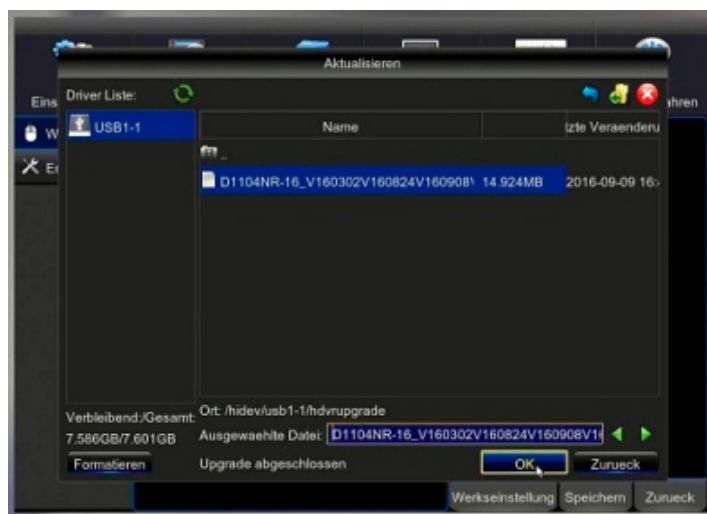 Aktualisieren
Eins
ahren
Driver Liste:
W
USB1-1
Name
tzte Veraenderu
D1104NR-16_V160302V160824V160908\ 14.924MB 2016-09-09 16:
Verbleibend:/Gesamt:
7.586GB/7.601GB
Ort: /hidev/usb1-1/hdvrupgrade
Ausgewaehlte Datei: D1104NR-16_V160302V160824V160908V1
Formatieren
Upgrade abgeschlossen
OK
Zurueck
Werkseinstellung
Speichern
Zurueck